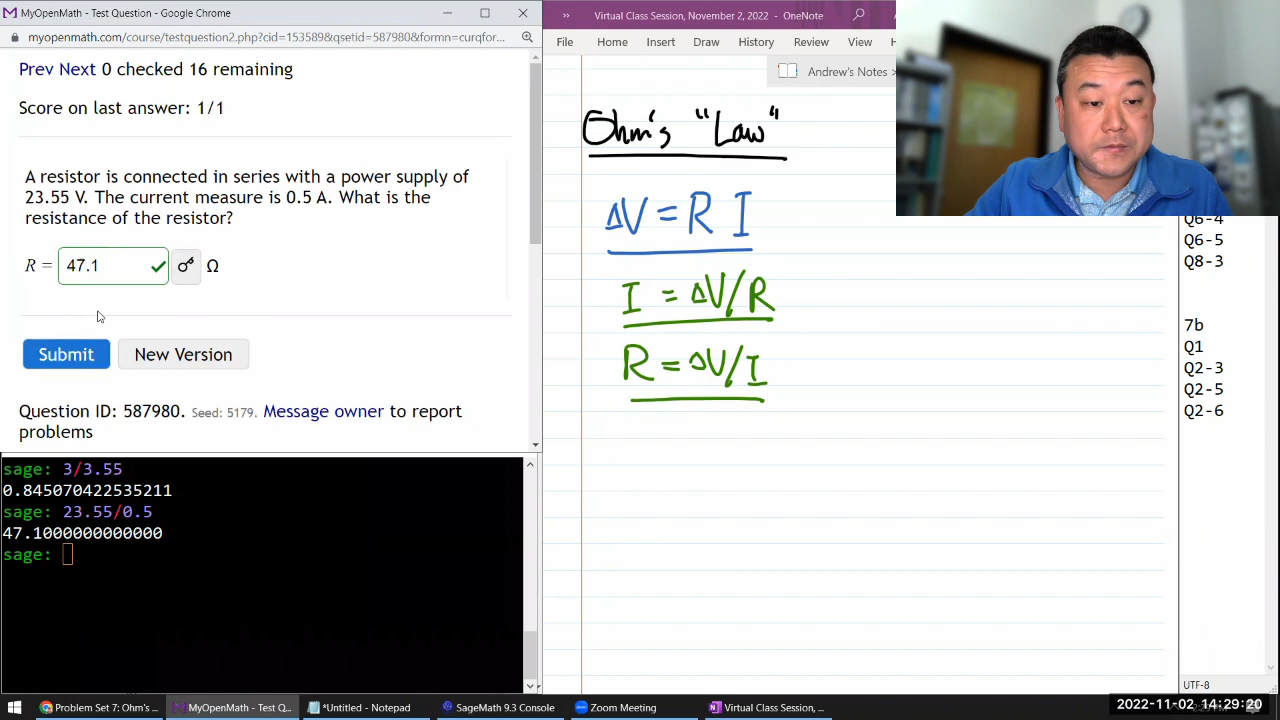 MyOpenMath - Test Question - Google Chrome
myopenmath.com/course/testquestion2.php?cid=153589&qsetid=587980&formn=curqfor...
Prev Next 0 checked 16 remaining
Score on last answer: 1/1
A resistor is connected in series with a power supply of
23.55 V. The current measure is 0.5 A. What is the
resistance of the resistor?
R = 47.1 Ω
Submit New Version
Question ID: 587980. Seed: 5179. Message owner to report
problems
sage: 3/3.55
0.845070422535211
sage: 23.55/0.5
47.1000000000000
sage:
Virtual Class Session, November 2, 2022 - OneNote
File Home Insert Draw History Review View
Andrew's Notes >
Ohm's "Law"
ΔV = R I
I = ΔV/R
R = ΔV/I
Q6-4
Q6-5
Q8-3
7b
Q1
Q2-3
Q2-5
Q2-6
UTF-8
Problem Set 7: Ohm's ...
MyOpenMath - Test Q...
*Untitled - Notepad
SageMath 9.3 Console
Zoom Meeting
Virtual Class Session, ...
2022-11-02 14:29:20